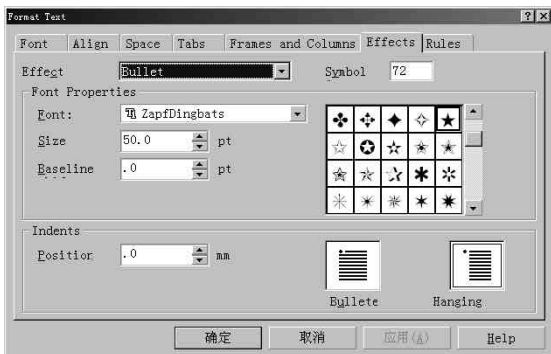 Format Text
Font Align Space Tabs Frames and Columns Effects Rules
Effect Bullet Symbol 72
Font Properties
Font: ZapfDingbats
Size 50.0 pt
Baseline .0 pt
Indents
Position .0 mm
Bullete Hanging
确定 取消 应用(A) Help